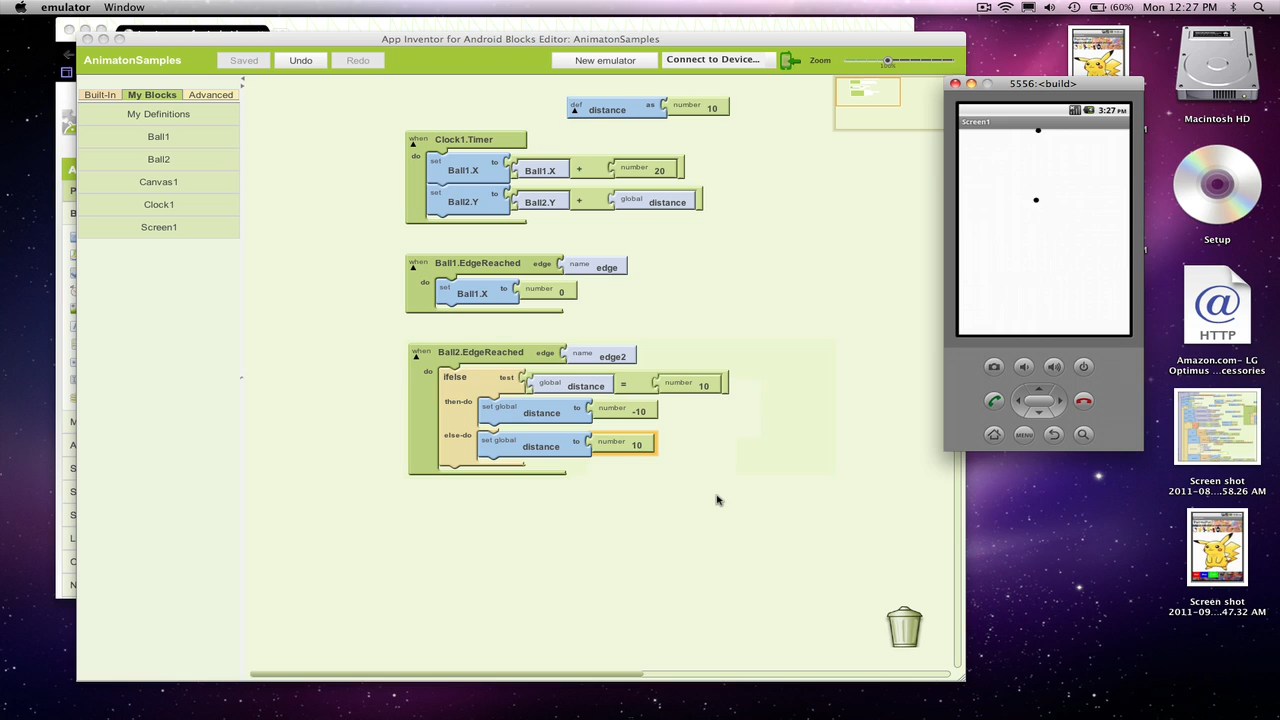 emulator Window
(60%) Mon 12:27 PM
App Inventor for Android Blocks Editor: AnimatonSamples
AnimatonSamples
Saved Undo Redo
New emulator
Connect to Device...
Zoom
100%
Built-In My Blocks Advanced
My Definitions
Ball1
Ball2
Canvas1
Clock1
Screen1
def distance as number 10
when Clock1.Timer
do
set Ball1.X to Ball1.X + number 20
set Ball2.Y to Ball2.Y + global distance
when Ball1.EdgeReached edge name edge
do
set Ball1.X to number 0
when Ball2.EdgeReached edge name edge2
do
ifelse test global distance = number 10
then-do set global distance to number -10
else-do set global distance to number 10
5556:<build>
3:27 PM
Screen1
MENU
Macintosh HD
Setup
HTTP
Amazon.com- LG
Optimus ...cessories
Screen shot
2011-08....58.26 AM
Screen shot
2011-09....47.32 AM